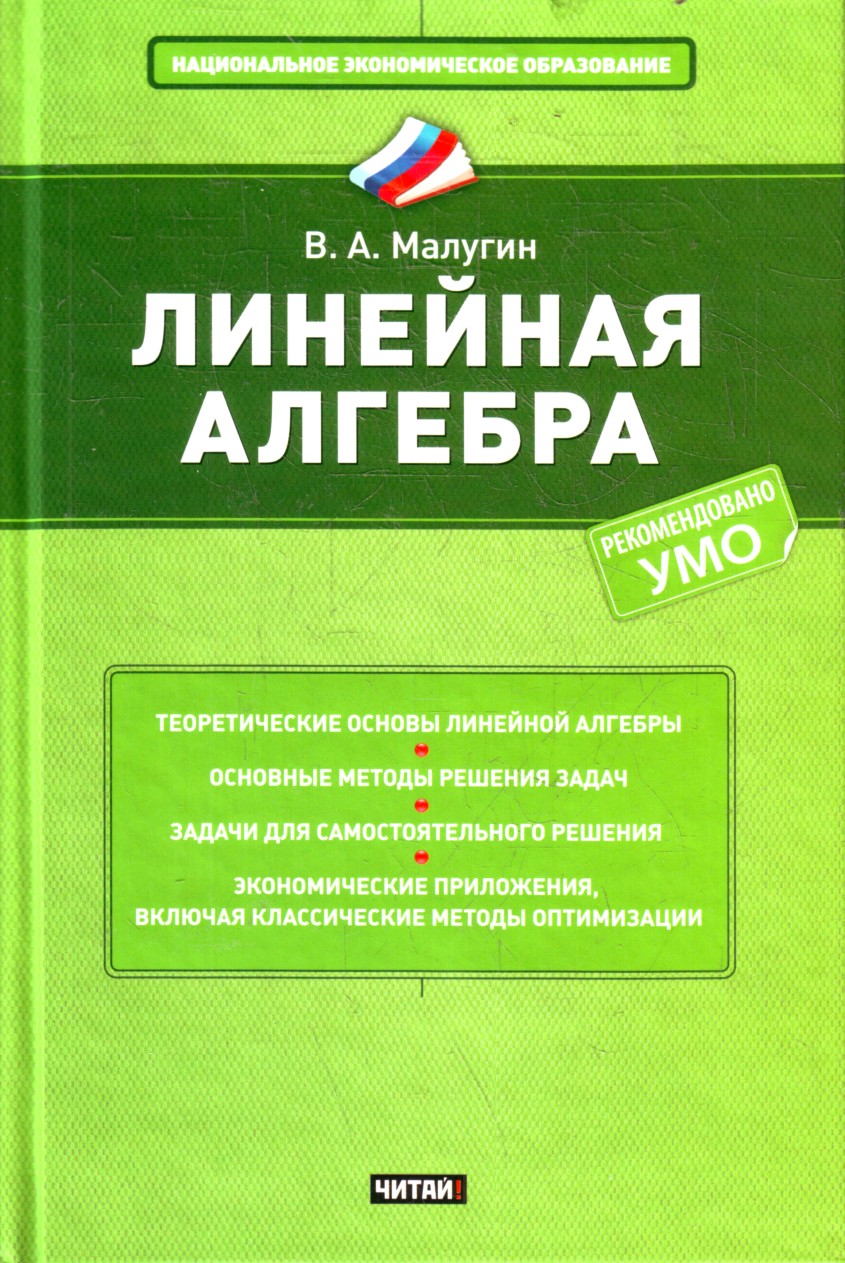 НАЦИОНАЛЬНОЕ ЭКОНОМИЧЕСКОЕ ОБРАЗОВАНИЕ
В. А. Малугин
ЛИНЕЙНАЯ
АЛГЕБРА
РЕКОМЕНДОВАНО
УМО
ТЕОРЕТИЧЕСКИЕ ОСНОВЫ ЛИНЕЙНОЙ АЛГЕБРЫ
ОСНОВНЫЕ МЕТОДЫ РЕШЕНИЯ ЗАДАЧ
ЗАДАЧИ ДЛЯ САМОСТОЯТЕЛЬНОГО РЕШЕНИЯ
ЭКОНОМИЧЕСКИЕ ПРИЛОЖЕНИЯ,
ВКЛЮЧАЯ КЛАССИЧЕСКИЕ МЕТОДЫ ОПТИМИЗАЦИИ
ЧИТАЙ!